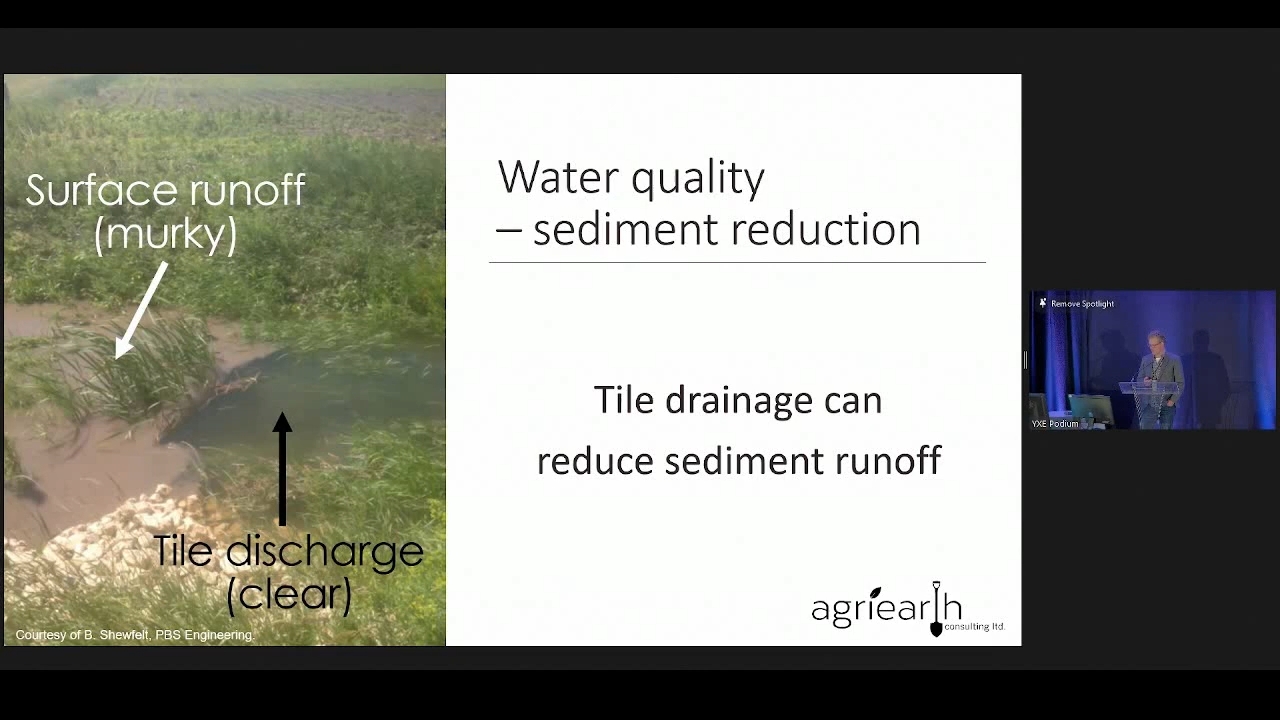 Surface runoff
(murky)
Tile discharge
(clear)
Courtesy of B. Shewfelt, PBS Engineering.
Water quality
– sediment reduction
Tile drainage can
reduce sediment runoff
agriearth
consulting ltd.
Remove Spotlight
YXE Podium